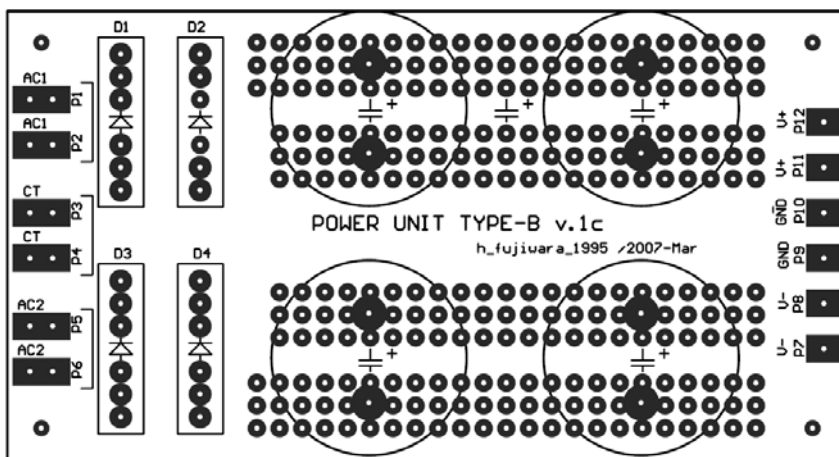 D1
D2
AC1
P1
AC1
P2
CT
P3
CT
P4
D3
D4
AC2
P5
AC2
P6
+
+
+
POWER UNIT TYPE-B v.1c
h_fujiwara_1995 /2007-Mar
+
+
V+
P12
V+
P11
GND
P10
GND
P9
V-
P8
V-
P7